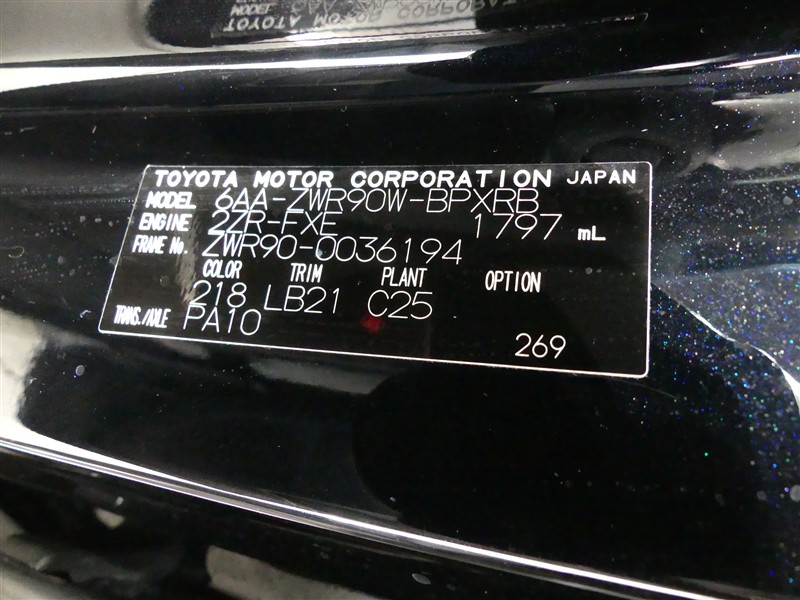 TOYOTA MOTOR CORPORATION JAPAN
MODEL 6AA-ZWR90W-BPXRB
ENGINE 2ZR-FXE 1797 mL
FRAME No. ZWR90-0036194
COLOR TRIM PLANT OPTION
218 LB21 C25
TRANS./AXLE PA10
269